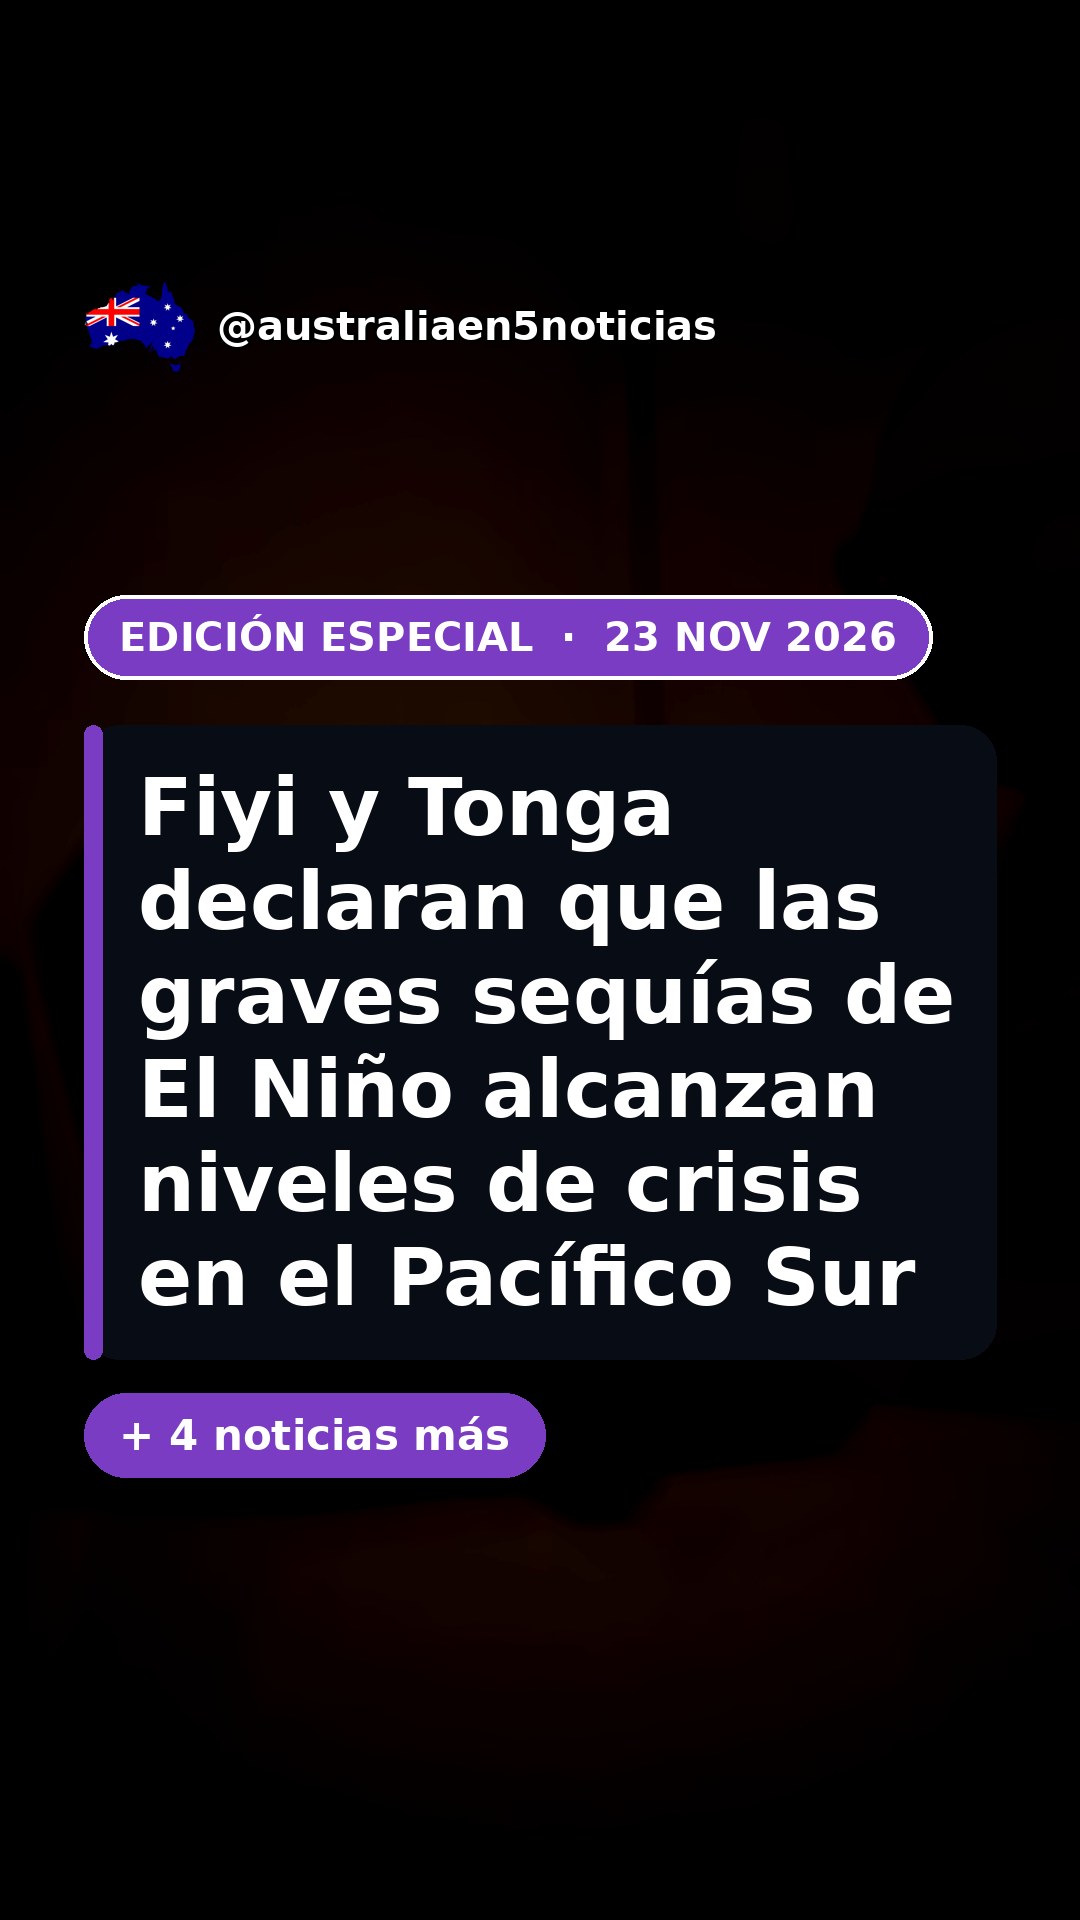 @australiaen5noticias
EDICIÓN ESPECIAL · 23 NOV 2026
Fiyi y Tonga
declaran que las
graves sequías de
El Niño alcanzan
niveles de crisis
en el Pacífico Sur
+ 4 noticias más